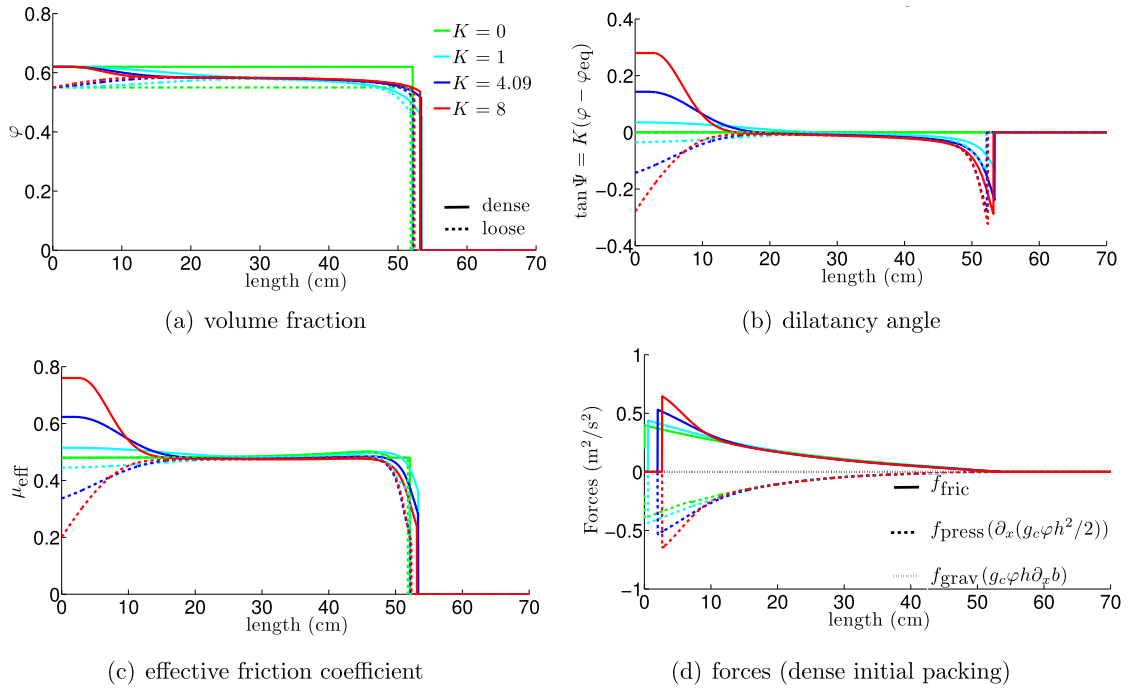 0.8
0.6
0.4
0.2
0
φ
K = 0
K = 1
K = 4.09
K = 8
dense
loose
0 10 20 30 40 50 60 70
length (cm)
(a) volume fraction
0.4
0.2
0
−0.2
−0.4
tan Ψ = K(φ − φeq)
0 10 20 30 40 50 60 70
length (cm)
(b) dilatancy angle
0.8
0.6
0.4
0.2
0
μeff
0 10 20 30 40 50 60 70
length (cm)
(c) effective friction coefficient
1
0.5
0
−0.5
−1
Forces (m²/s²)
ffric
fpress(∂x(gcφh²/2))
fgrav(gcφh∂xb)
0 10 20 30 40 50 60 70
length (cm)
(d) forces (dense initial packing)